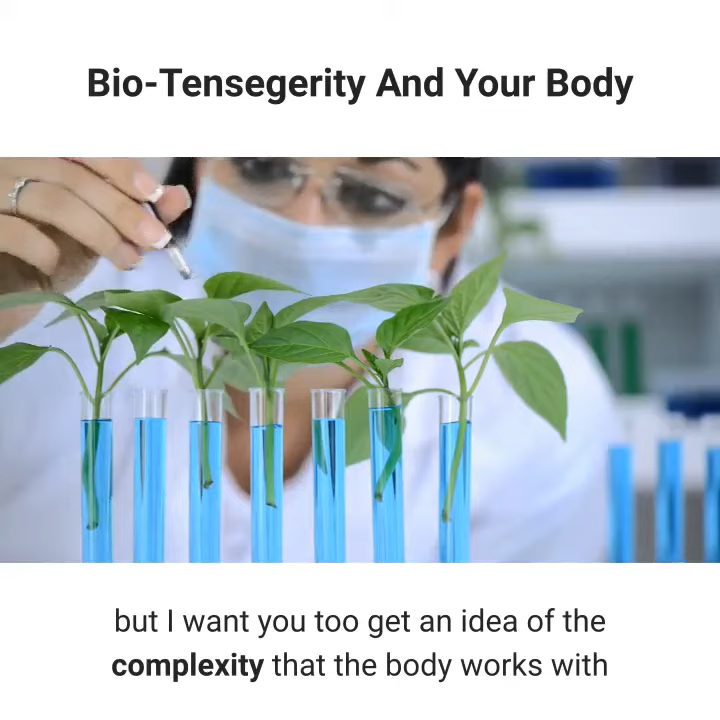 Bio-Tensegerity And Your Body
but I want you too get an idea of the
complexity that the body works with